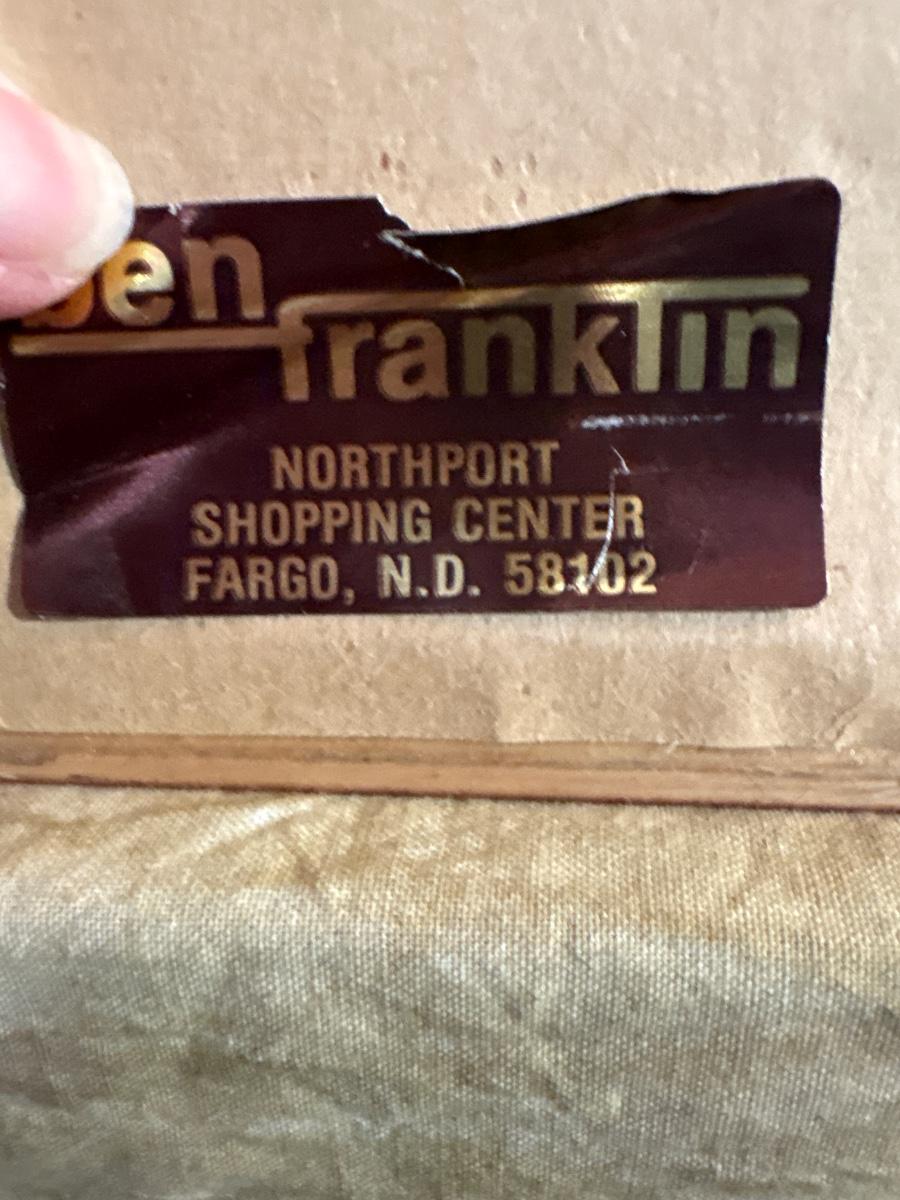 ben
franklin
NORTHPORT
SHOPPING CENTER
FARGO, N.D. 58102